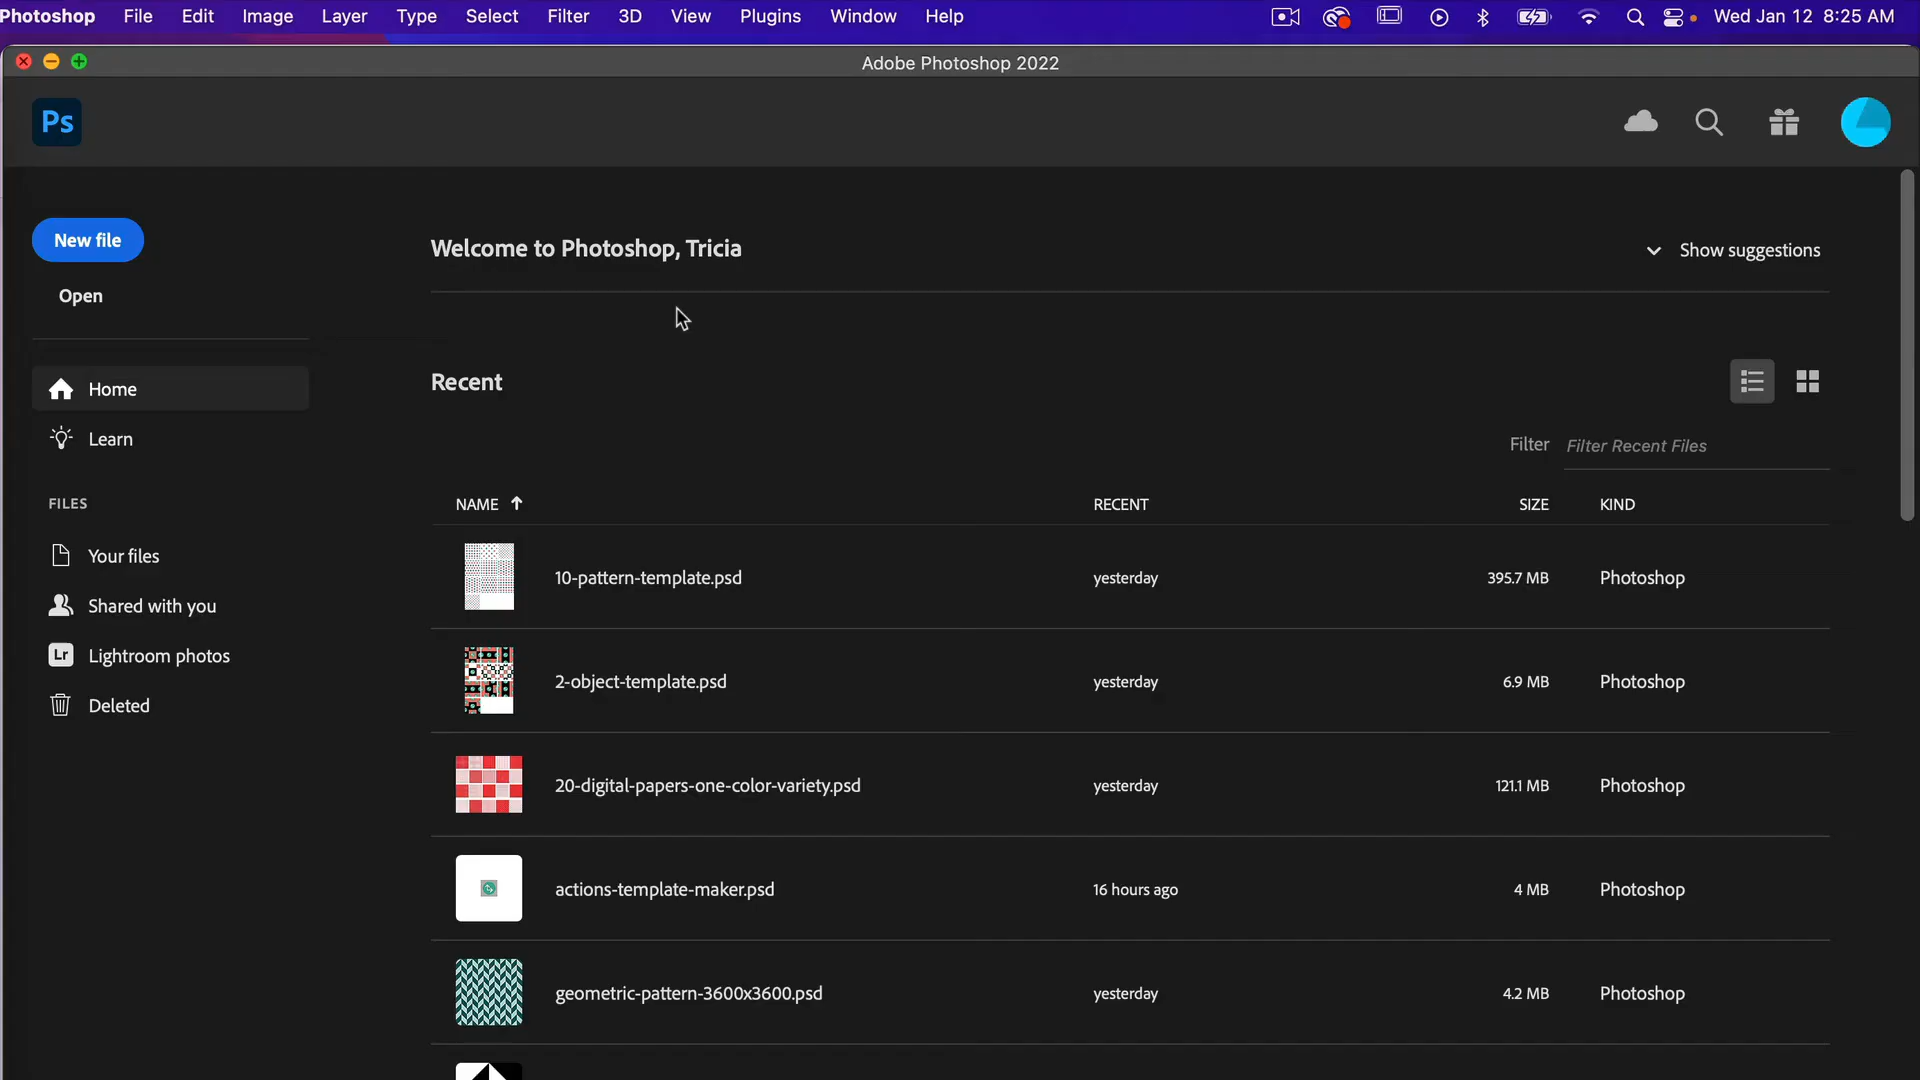 Photoshop File Edit Image Layer Type Select Filter 3D View Plugins Window Help Wed Jan 12 8:25 AM
Adobe Photoshop 2022
Ps
New file
Welcome to Photoshop, Tricia
Show suggestions
Open
Home
Recent
Learn
Filter Filter Recent Files
FILES
NAME RECENT SIZE KIND
Your files
10-pattern-template.psd yesterday 395.7 MB Photoshop
Shared with you
Lr Lightroom photos
2-object-template.psd yesterday 6.9 MB Photoshop
Deleted
20-digital-papers-one-color-variety.psd yesterday 121.1 MB Photoshop
actions-template-maker.psd 16 hours ago 4 MB Photoshop
geometric-pattern-3600x3600.psd yesterday 4.2 MB Photoshop